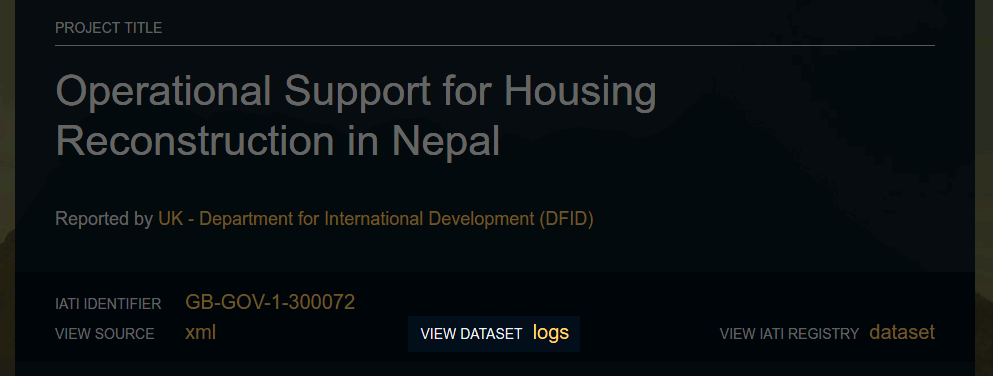 PROJECT TITLE
Operational Support for Housing
Reconstruction in Nepal
Reported by UK - Department for International Development (DFID)
IATI IDENTIFIER GB-GOV-1-300072
VIEW SOURCE xml VIEW DATASET logs VIEW IATI REGISTRY dataset